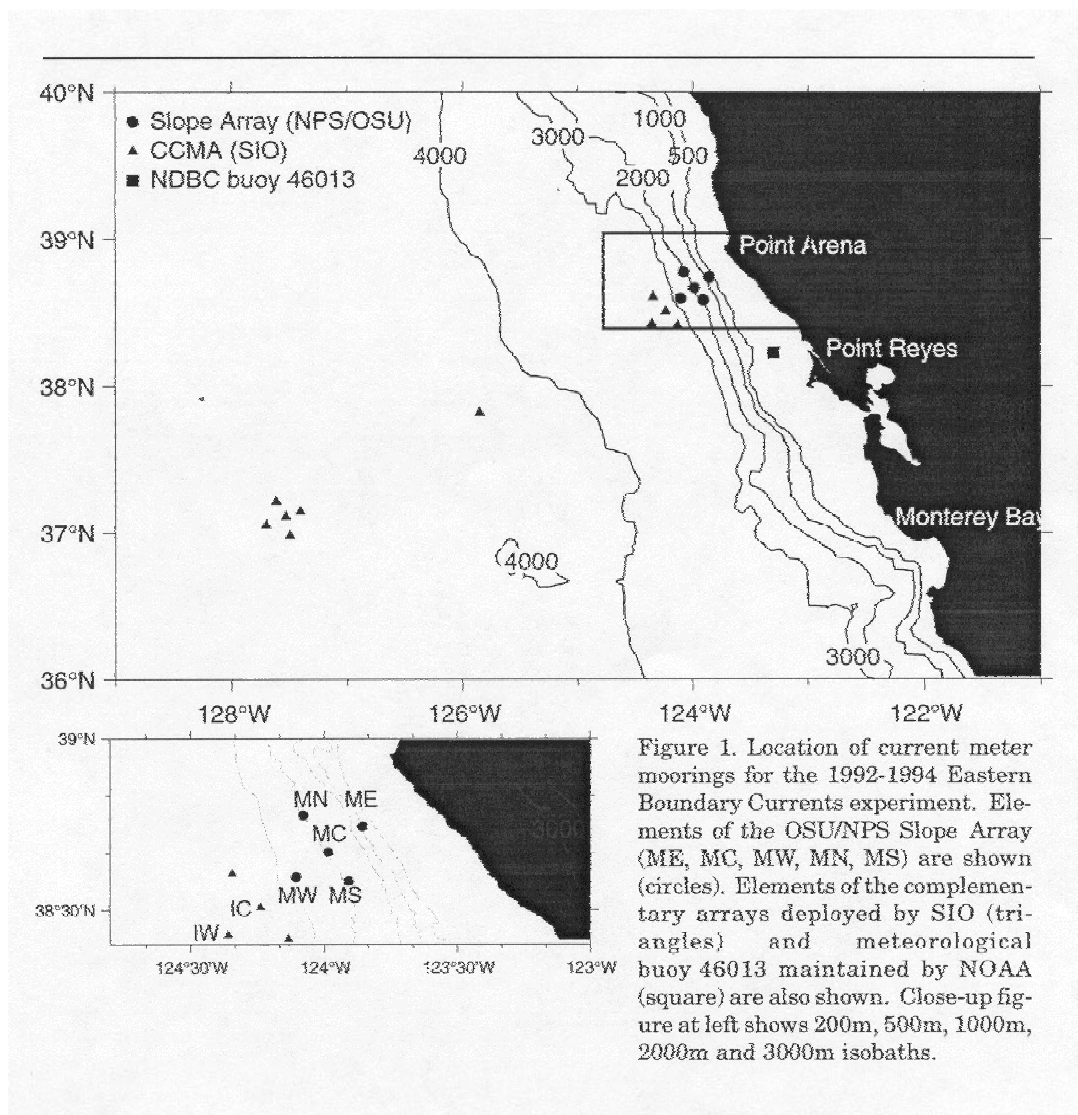 40°N
39°N
38°N
37°N
36°N
● Slope Array (NPS/OSU)
▲ CCMA (SIO)
■ NDBC buoy 46013
4000
3000
1000
500
2000
Point Arena
Point Reyes
Monterey Bay
4000
3000
128°W
126°W
124°W
122°W
39°N
38°30'N
MN
ME
MC
MW
MS
IC
IW
3000
124°30'W
124°W
123°30'W
123°W
Figure 1. Location of current meter
moorings for the 1992-1994 Eastern
Boundary Currents experiment. Ele-
ments of the OSU/NPS Slope Array
(ME, MC, MW, MN, MS) are shown
(circles). Elements of the complemen-
tary arrays deployed by SIO (tri-
angles) and meteorological
buoy 46013 maintained by NOAA
(square) are also shown. Close-up fig-
ure at left shows 200m, 500m, 1000m,
2000m and 3000m isobaths.